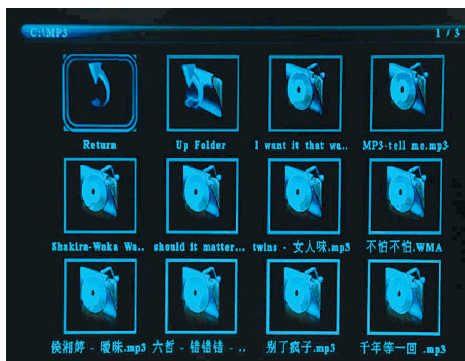 C:\MP3
1 / 3
Return
Up Folder
I want it that wa..
MP3-tell me.mp3
Shakira-Waka Wa..
should it matter...
twins - 女人味.mp3
不怕不怕.WMA
侯湘婷 - 暧昧.mp3
六哲 - 错错错 - ..
别了疯子.mp3
千年等一回 .mp3